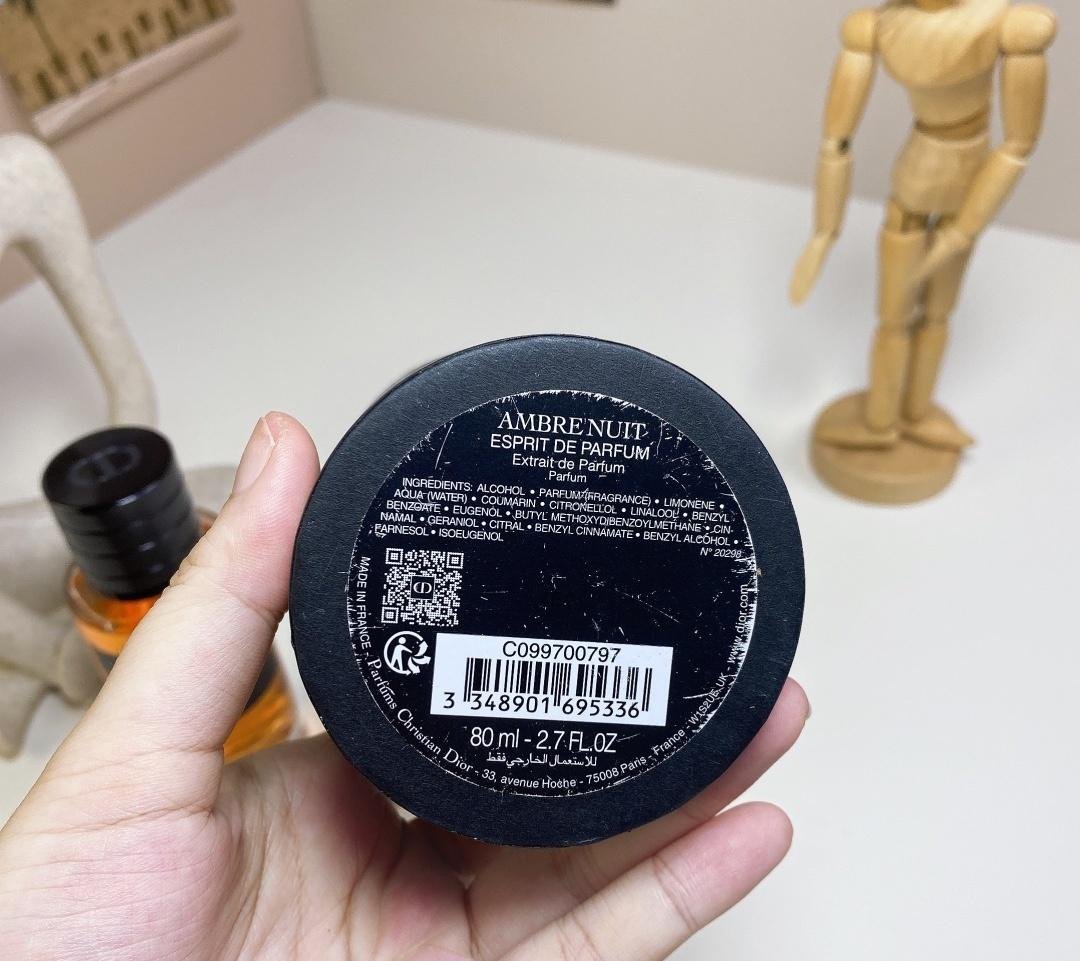 AMBRE NUIT
ESPRIT DE PARFUM
Extrait de Parfum
Parfum
INGREDIENTS: ALCOHOL • PARFUM (FRAGRANCE) • LIMONENE •
AQUA (WATER) • COUMARIN • CITRONELLOL • LINALOOL • BENZYL
BENZOATE • EUGENOL • BUTYL METHOXYDIBENZOYLMETHANE • CIN-
NAMAL • GERANIOL • CITRAL • BENZYL CINNAMATE • BENZYL ALCOHOL •
FARNESOL • ISOEUGENOL
N° 20298
C099700797
3 348901 695336
80 ml - 2.7 FL.OZ
للاستعمال الخارجي فقط
MADE IN FRANCE - Parfums Christian Dior - 33, avenue Hoche - 75008 Paris - France - W1S2UE UK - www.dior.com